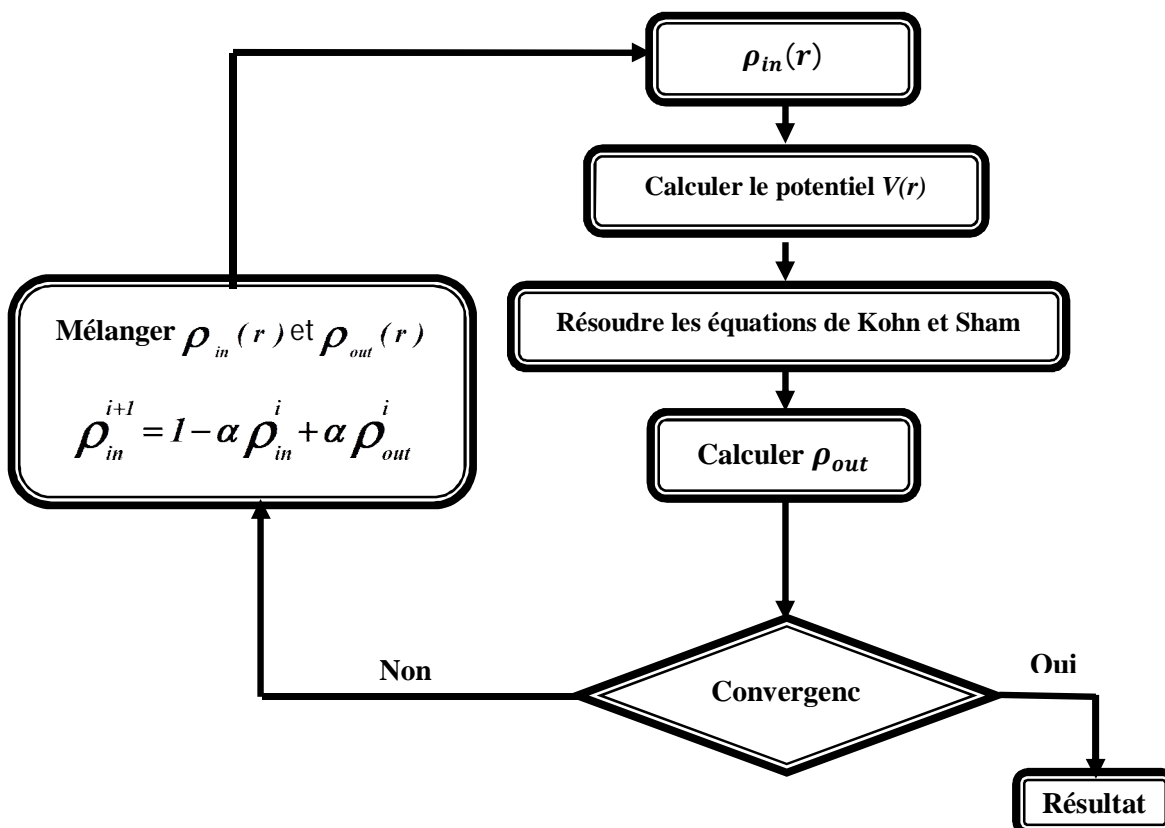 ρ_in(r)
Calculer le potentiel V(r)
Résoudre les équations de Kohn et Sham
Mélanger ρ_in (r) et ρ_out (r)
ρ_in^i+1 = 1 - α ρ_in^i + α ρ_out^i
Calculer ρ_out
Non
Oui
Convergenc
Résultat